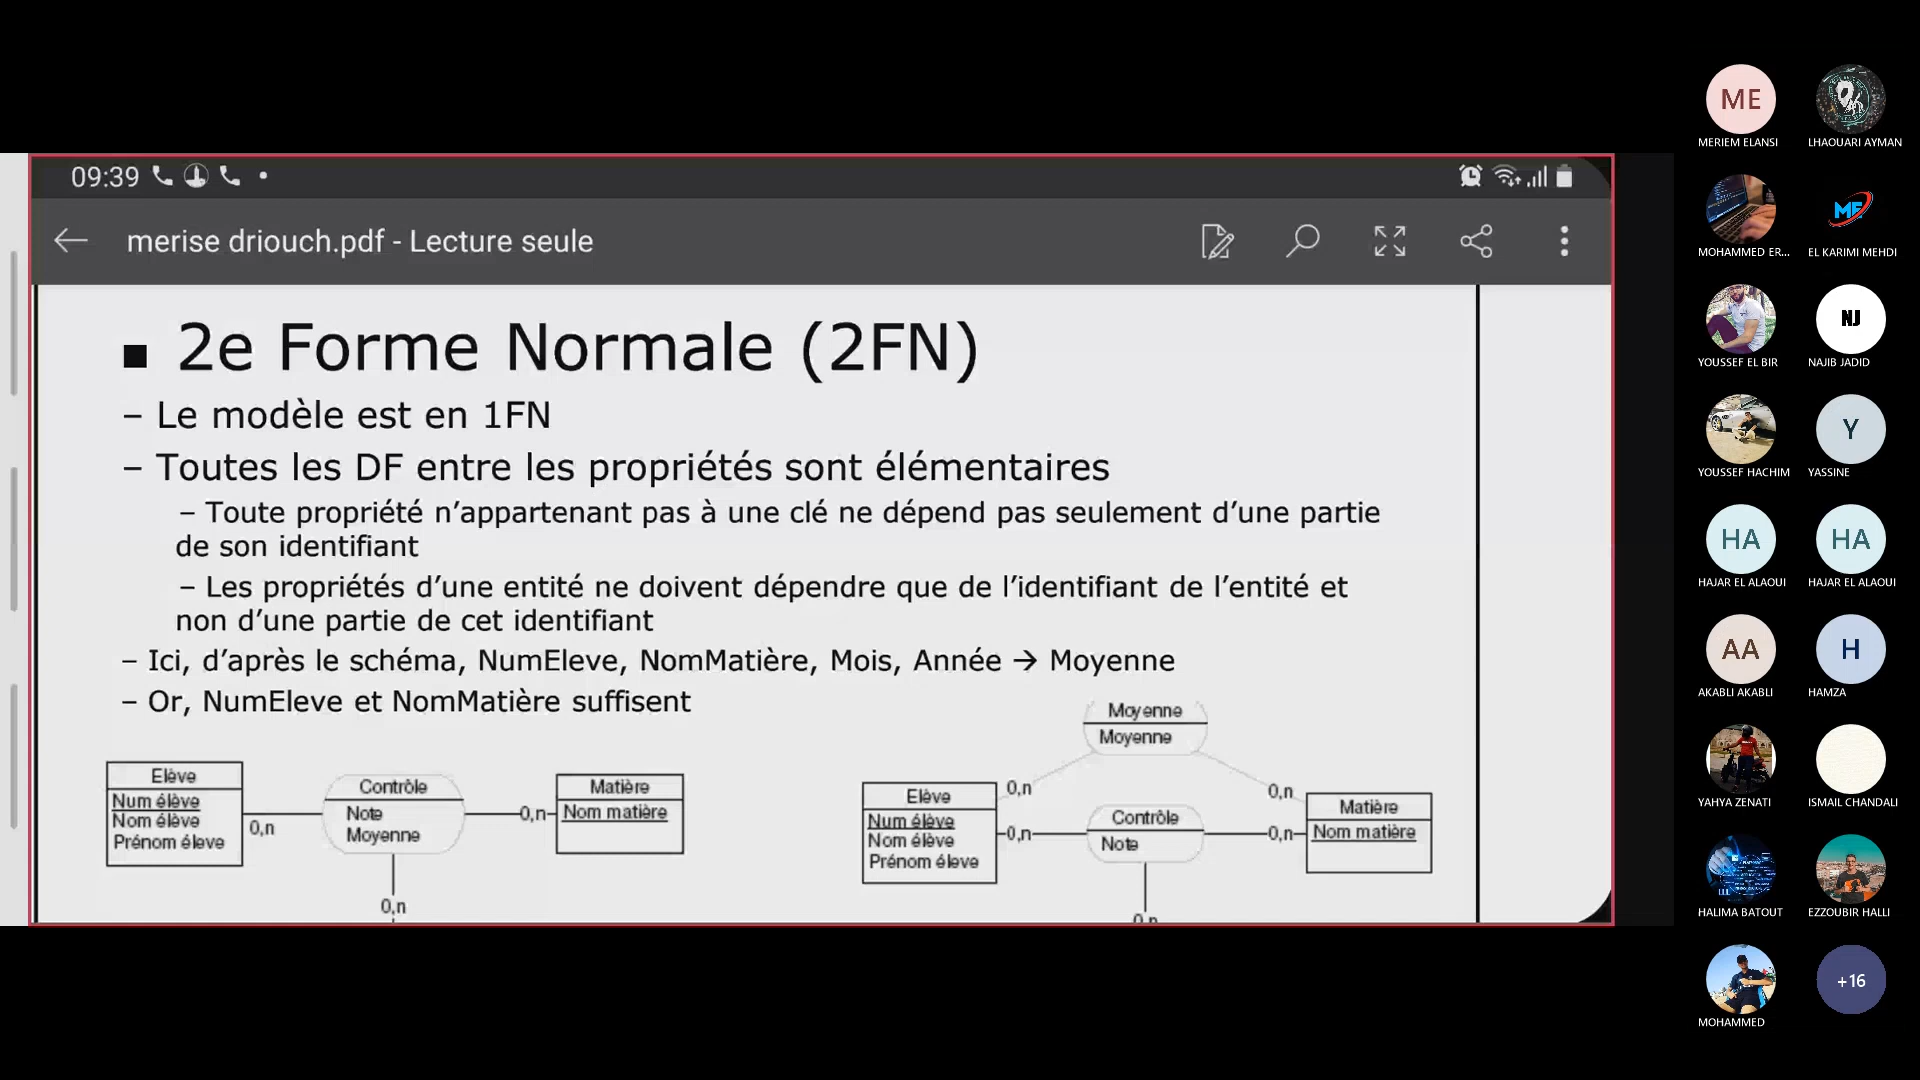 09:39
merise driouch.pdf - Lecture seule
■ 2e Forme Normale (2FN)
– Le modèle est en 1FN
– Toutes les DF entre les propriétés sont élémentaires
– Toute propriété n’appartenant pas à une clé ne dépend pas seulement d’une partie
de son identifiant
– Les propriétés d’une entité ne doivent dépendre que de l’identifiant de l’entité et
non d’une partie de cet identifiant
– Ici, d’après le schéma, NumEleve, NomMatière, Mois, Année → Moyenne
– Or, NumEleve et NomMatière suffisent
Elève
Num élève
Nom élève
Prénom éleve
0,n
Contrôle
Note
Moyenne
0,n
0,n
Matière
Nom matière
Moyenne
Moyenne
0,n
0,n
Elève
Num élève
Nom élève
Prénom éleve
0,n
Contrôle
Note
0,n
0,n
Matière
Nom matière
ME
MERIEM ELANSI
LHAOUARI AYMAN
MOHAMMED ER...
ME
EL KARIMI MEHDI
YOUSSEF EL BIR
NJ
NAJIB JADID
YOUSSEF HACHIM
Y
YASSINE
HA
HAJAR EL ALAOUI
HA
HAJAR EL ALAOUI
AA
AKABLI AKABLI
H
HAMZA
YAHYA ZENATI
ISMAIL CHANDALI
HALIMA BATOUT
EZZOUBIR HALLI
MOHAMMED
+16